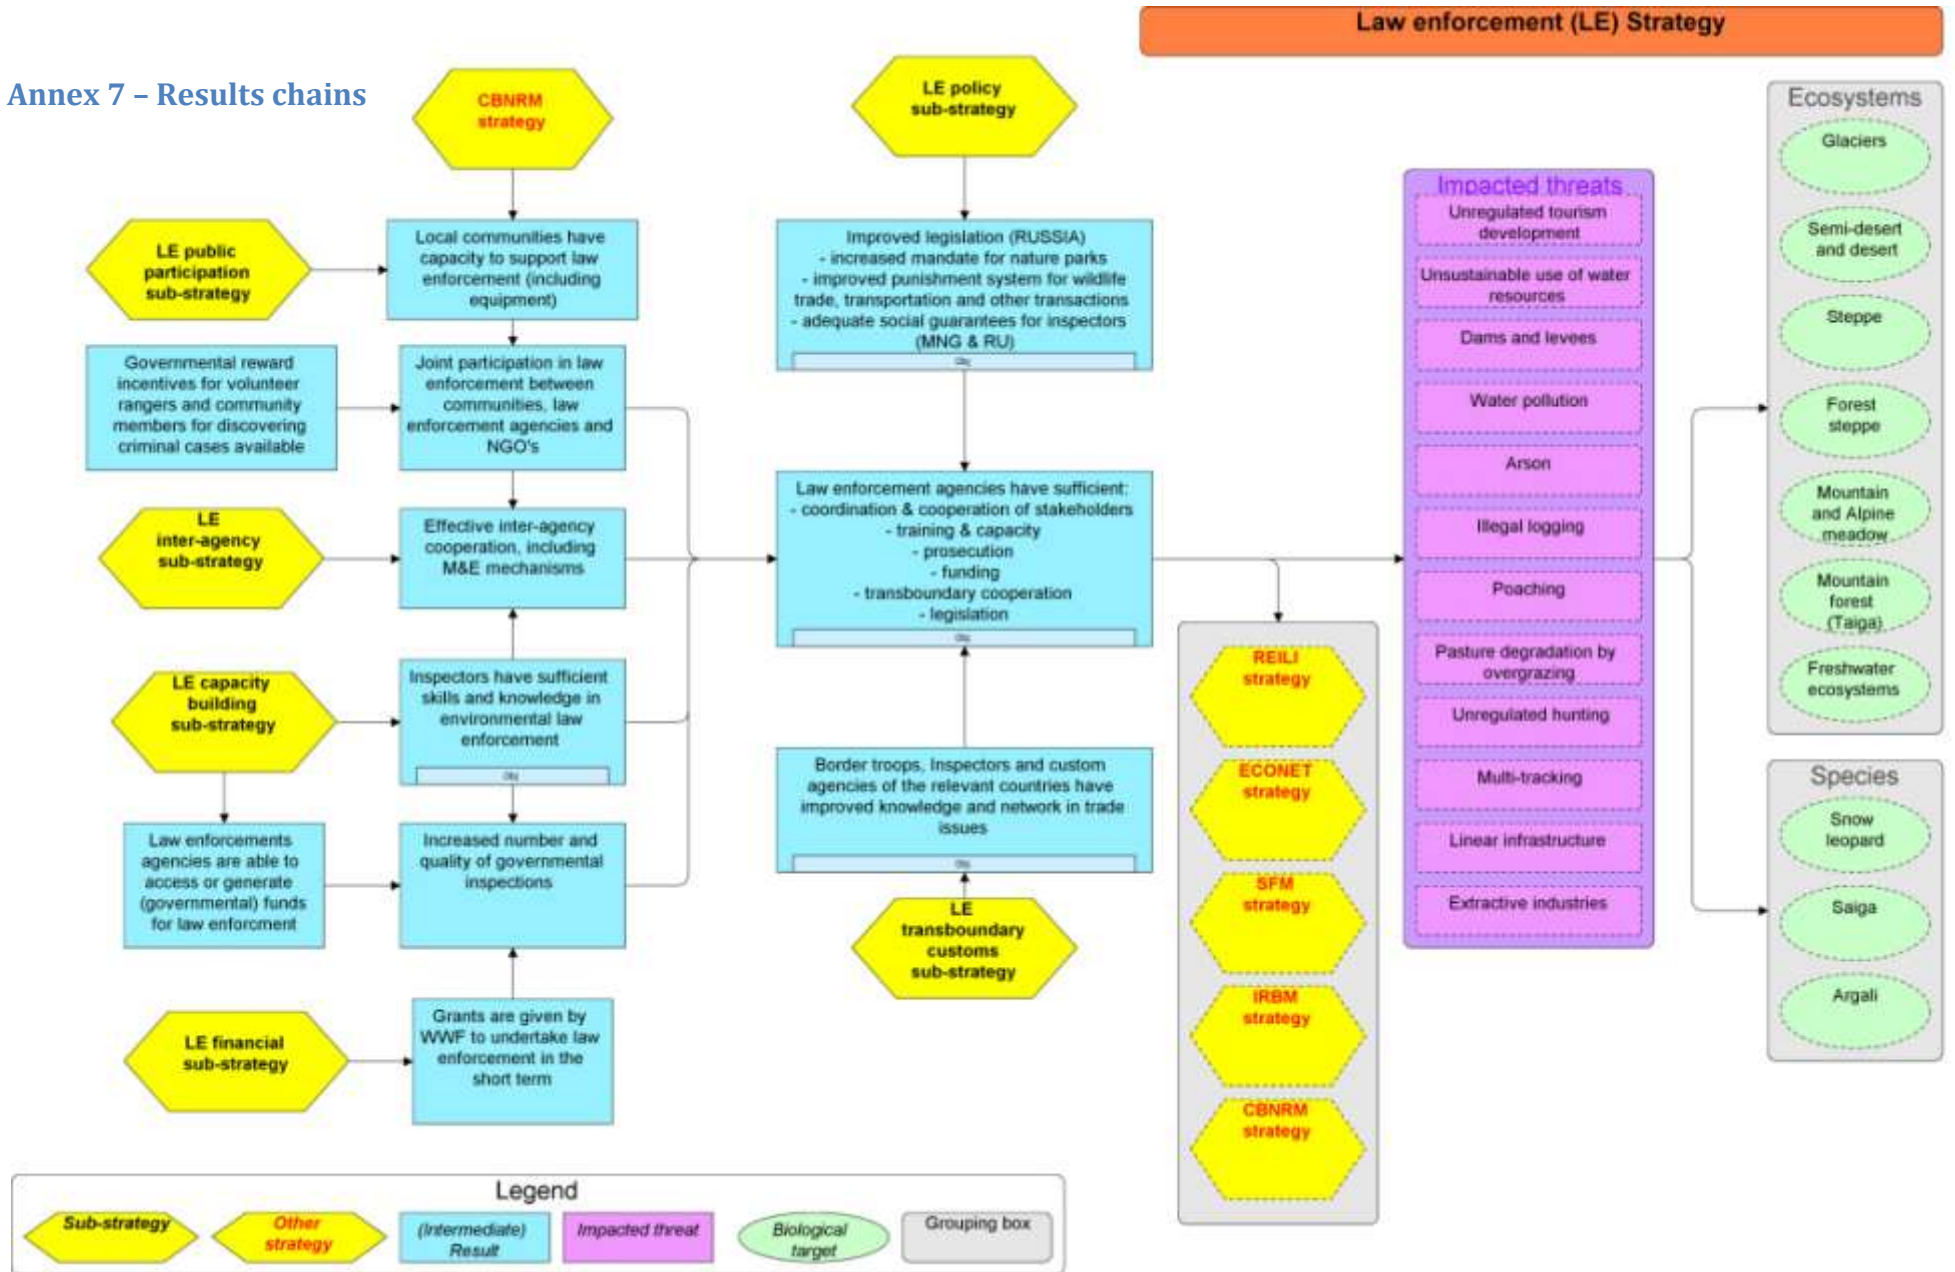 Law enforcement (LE) Strategy
Annex 7 – Results chains
CBNRM
strategy
LE policy
sub-strategy
LE public
participation
sub-strategy
Local communities have
capacity to support law
enforcement (including
equipment)
Improved legislation (RUSSIA)
- increased mandate for nature parks
- improved punishment system for wildlife
trade, transportation and other transactions
- adequate social guarantees for inspectors
(MNG & RU)
Obj
Governmental reward
incentives for volunteer
rangers and community
members for discovering
criminal cases available
Joint participation in law
enforcement between
communities, law
enforcement agencies and
NGO's
LE
inter-agency
sub-strategy
Effective inter-agency
cooperation, including
M&E mechanisms
Law enforcement agencies have sufficient:
- coordination & cooperation of stakeholders
- training & capacity
- prosecution
- funding
- transboundary cooperation
- legislation
Obj
LE capacity
building
sub-strategy
Inspectors have sufficient
skills and knowledge in
environmental law
enforcement
Obj
Border troops, Inspectors and custom
agencies of the relevant countries have
improved knowledge and network in trade
issues
Obj
Law enforcements
agencies are able to
access or generate
(governmental) funds
for law enforcment
Increased number and
quality of governmental
inspections
LE
transboundary
customs
sub-strategy
LE financial
sub-strategy
Grants are given by
WWF to undertake law
enforcement in the
short term
REILI
strategy
ECONET
strategy
SFM
strategy
IRBM
strategy
CBNRM
strategy
Impacted threats
Unregulated tourism
development
Unsustainable use of water
resources
Dams and levees
Water pollution
Arson
Illegal logging
Poaching
Pasture degradation by
overgrazing
Unregulated hunting
Multi-tracking
Linear infrastructure
Extractive industries
Ecosystems
Glaciers
Semi-desert
and desert
Steppe
Forest
steppe
Mountain
and Alpine
meadow
Mountain
forest
(Taiga)
Freshwater
ecosystems
Species
Snow
leopard
Saiga
Argali
Legend
Sub-strategy
Other
strategy
(Intermediate)
Result
Impacted threat
Biological
target
Grouping box